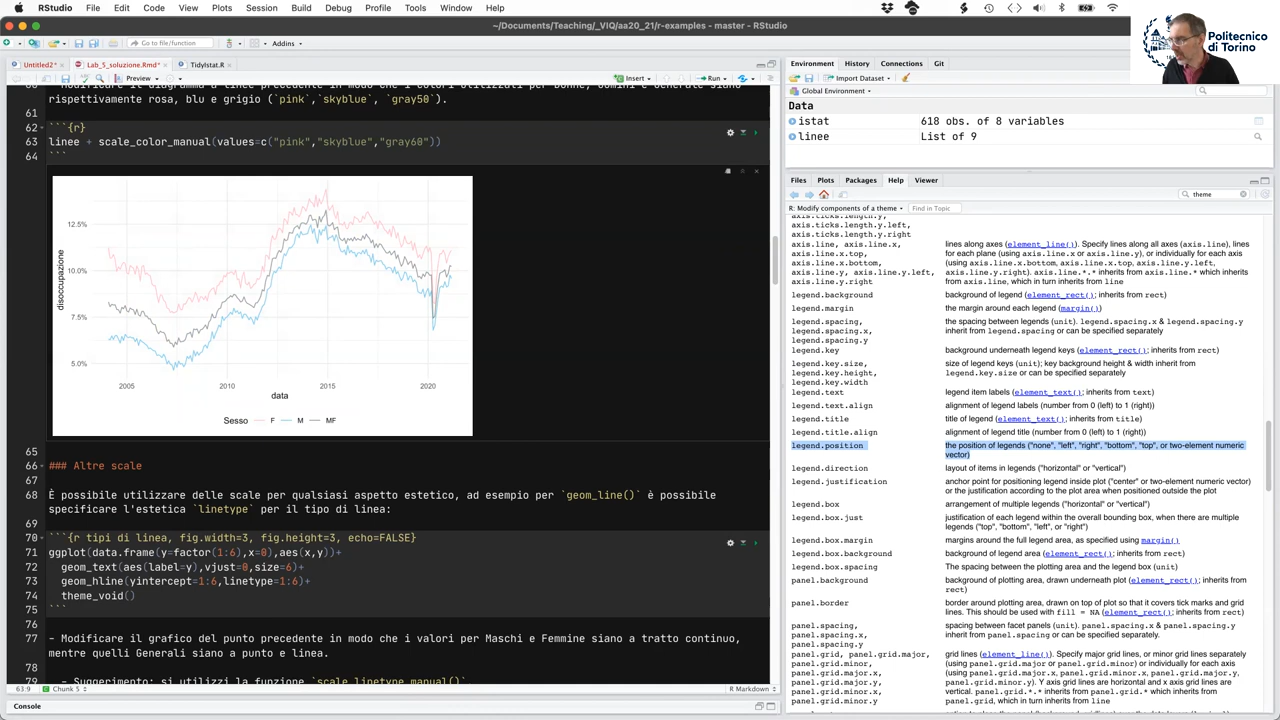 RStudio File Edit Code View Plots Session Build Debug Profile Tools Window Help
~/Documents/Teaching/_VIQ/aa20_21/r-examples - master - RStudio
Politecnico
di Torino
Go to file/function Addins
Untitled2* Lab_5_soluzione.Rmd* TidyIstat.R
Preview Insert Run
rispettivamente rosa, blu e grigio (`pink`,`skyblue`, `gray50`).
61
62 ```{r}
63 linee + scale_color_manual(values=c("pink","skyblue","gray60"))
64 ```
12.5%
10.0%
7.5%
5.0%
disoccupazione
2005 2010 2015 2020
data
Sesso F M MF
65
66 ### Altre scale
67
68 È possibile utilizzare delle scale per qualsiasi aspetto estetico, ad esempio per `geom_line()` è possibile
specificare l'estetica `linetype` per il tipo di linea:
69
70 ```{r tipi di linea, fig.width=3, fig.height=3, echo=FALSE}
71 ggplot(data.frame(y=factor(1:6),x=0),aes(x,y))+
72 geom_text(aes(label=y),vjust=0,size=6)+
73 geom_hline(yintercept=1:6,linetype=1:6)+
74 theme_void()
75 ```
76
77 - Modificare il grafico del punto precedente in modo che i valori per Maschi e Femmine siano a tratto continuo,
mentre quelli Generali siano a punto e linea.
78
79 - Suggerimento: si utilizzi la funzione `scale_linetype_manual()`
63:9 Chunk 5 R Markdown
Console
Environment History Connections Git
Import Dataset
Global Environment
Data
istat 618 obs. of 8 variables
linee List of 9
Files Plots Packages Help Viewer
theme
R: Modify components of a theme Find in Topic
axis.ticks.length.y,
axis.ticks.length.y.left,
axis.ticks.length.y.right
axis.line, axis.line.x, lines along axes (element_line()). Specify lines along all axes (axis.line), lines
axis.line.x.top, for each plane (using axis.line.x or axis.line.y), or individually for each axis
axis.line.x.bottom, (using axis.line.x.bottom, axis.line.x.top, axis.line.y.left,
axis.line.y, axis.line.y.left, axis.line.y.right). axis.line.*.* inherits from axis.line.* which inherits
axis.line.y.right from axis.line, which in turn inherits from line
legend.background background of legend (element_rect(); inherits from rect)
legend.margin the margin around each legend (margin())
legend.spacing, the spacing between legends (unit). legend.spacing.x & legend.spacing.y
legend.spacing.x, inherit from legend.spacing or can be specified separately
legend.spacing.y
legend.key background underneath legend keys (element_rect(); inherits from rect)
legend.key.size, size of legend keys (unit); key background height & width inherit from
legend.key.height, legend.key.size or can be specified separately
legend.key.width
legend.text legend item labels (element_text(); inherits from text)
legend.text.align alignment of legend labels (number from 0 (left) to 1 (right))
legend.title title of legend (element_text(); inherits from title)
legend.title.align alignment of legend title (number from 0 (left) to 1 (right))
legend.position the position of legends ("none", "left", "right", "bottom", "top", or two-element numeric
vector)
legend.direction layout of items in legends ("horizontal" or "vertical")
legend.justification anchor point for positioning legend inside plot ("center" or two-element numeric vector)
or the justification according to the plot area when positioned outside the plot
legend.box arrangement of multiple legends ("horizontal" or "vertical")
legend.box.just justification of each legend within the overall bounding box, when there are multiple
legends ("top", "bottom", "left", or "right")
legend.box.margin margins around the full legend area, as specified using margin()
legend.box.background background of legend area (element_rect(); inherits from rect)
legend.box.spacing The spacing between the plotting area and the legend box (unit)
panel.background background of plotting area, drawn underneath plot (element_rect(); inherits from
rect)
panel.border border around plotting area, drawn on top of plot so that it covers tick marks and grid
lines. This should be used with fill = NA (element_rect(); inherits from rect)
panel.spacing, spacing between facet panels (unit). panel.spacing.x & panel.spacing.y
panel.spacing.x, inherit from panel.spacing or can be specified separately.
panel.spacing.y
panel.grid, panel.grid.major, grid lines (element_line()). Specify major grid lines, or minor grid lines separately
panel.grid.minor, (using panel.grid.major or panel.grid.minor) or individually for each axis
panel.grid.major.x, (using panel.grid.major.x, panel.grid.minor.x, panel.grid.major.y,
panel.grid.major.y, panel.grid.minor.y). Y axis grid lines are horizontal and x axis grid lines are
panel.grid.minor.x, vertical. panel.grid.*.* inherits from panel.grid.* which inherits from
panel.grid.minor.y panel.grid, which in turn inherits from line